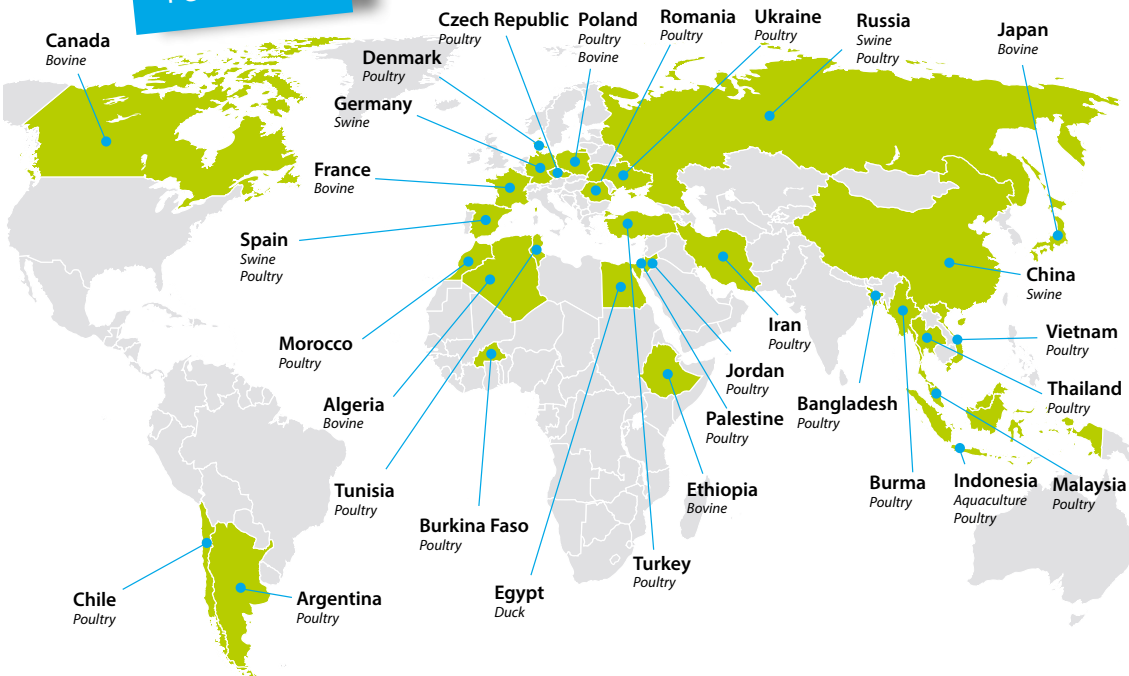 Canada
Bovine
Czech Republic
Poultry
Poland
Poultry
Bovine
Romania
Poultry
Ukraine
Poultry
Russia
Swine
Poultry
Japan
Bovine
Denmark
Poultry
Germany
Swine
France
Bovine
Spain
Swine
Poultry
China
Swine
Morocco
Poultry
Iran
Poultry
Vietnam
Poultry
Jordan
Poultry
Thailand
Poultry
Algeria
Bovine
Bangladesh
Poultry
Palestine
Poultry
Tunisia
Poultry
Ethiopia
Bovine
Burma
Poultry
Indonesia
Aquaculture
Poultry
Malaysia
Poultry
Burkina Faso
Poultry
Turkey
Poultry
Egypt
Duck
Chile
Poultry
Argentina
Poultry